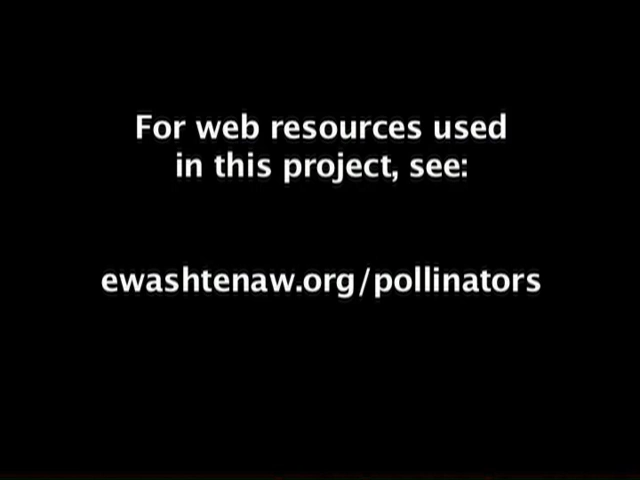 For web resources used
in this project, see:
ewashtenaw.org/pollinators